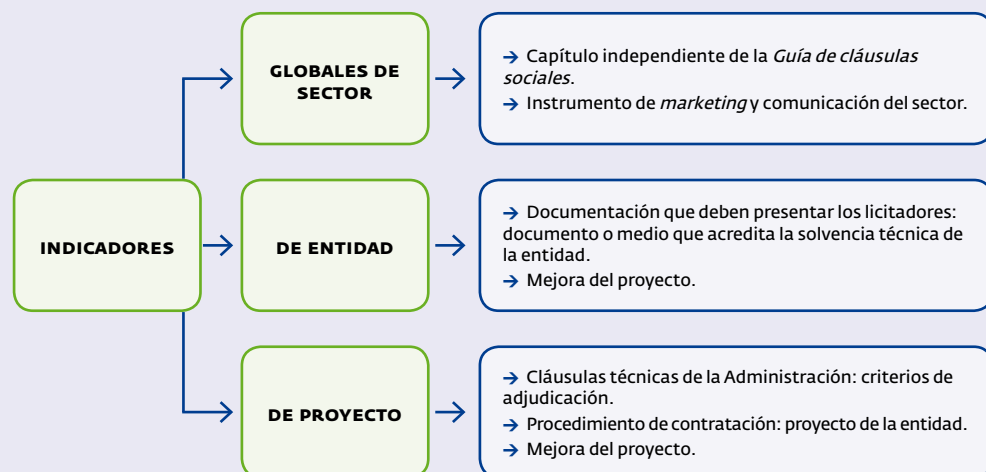 GLOBALES DE
SECTOR
→ Capítulo independiente de la Guía de cláusulas
sociales.
→ Instrumento de marketing y comunicación del sector.
INDICADORES
DE ENTIDAD
→ Documentación que deben presentar los licitadores:
documento o medio que acredita la solvencia técnica de
la entidad.
→ Mejora del proyecto.
DE PROYECTO
→ Cláusulas técnicas de la Administración: criterios de
adjudicación.
→ Procedimiento de contratación: proyecto de la entidad.
→ Mejora del proyecto.